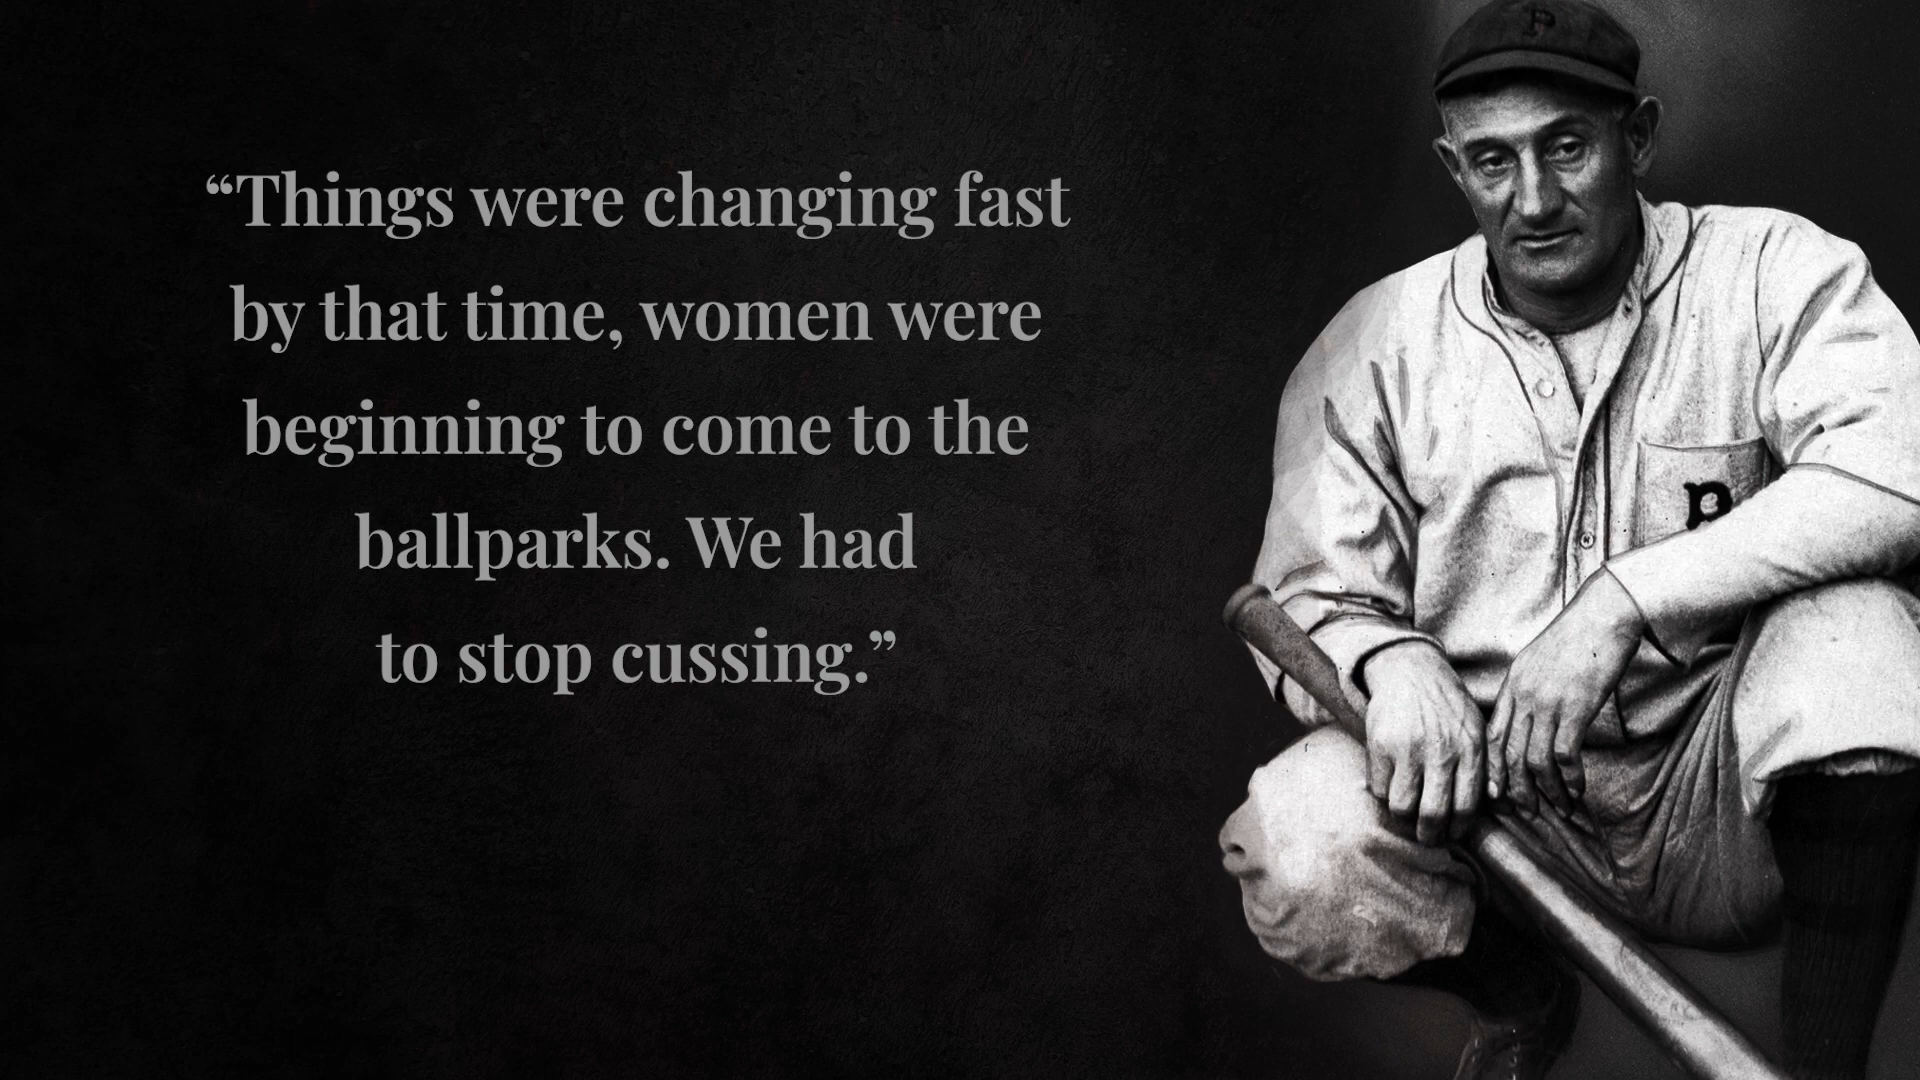 “Things were changing fast
by that time, women were
beginning to come to the
ballparks. We had
to stop cussing.”
P
P